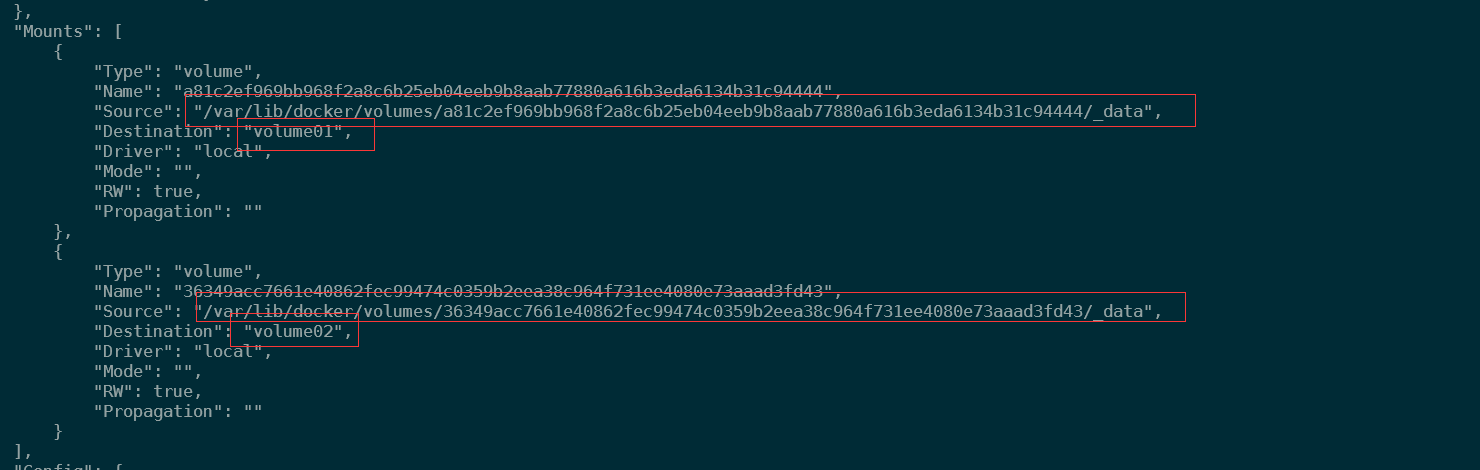 },
"Mounts": [
{
"Type": "volume",
"Name": "a81c2ef969bb968f2a8c6b25eb04eeb9b8aab77880a616b3eda6134b31c94444",
"Source": "/var/lib/docker/volumes/a81c2ef969bb968f2a8c6b25eb04eeb9b8aab77880a616b3eda6134b31c94444/_data",
"Destination": "volume01",
"Driver": "local",
"Mode": "",
"RW": true,
"Propagation": ""
},
{
"Type": "volume",
"Name": "36349acc7661e40862fec99474c0359b2eea38c964f731ee4080e73aaad3fd43",
"Source": "/var/lib/docker/volumes/36349acc7661e40862fec99474c0359b2eea38c964f731ee4080e73aaad3fd43/_data",
"Destination": "volume02",
"Driver": "local",
"Mode": "",
"RW": true,
"Propagation": ""
}
],
"Config": {